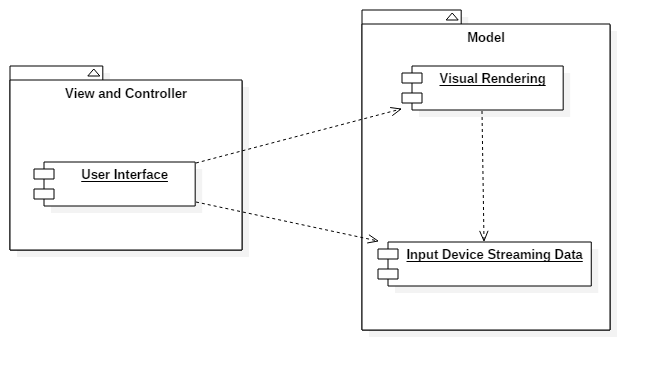 View and Controller
User Interface
Model
Visual Rendering
Input Device Streaming Data